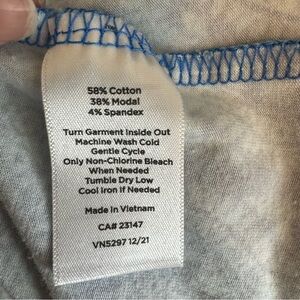 58% Cotton
38% Modal
4% Spandex
Turn Garment Inside Out
Machine Wash Cold
Gentle Cycle
Only Non-Chlorine Bleach
When Needed
Tumble Dry Low
Cool Iron If Needed
Made in Vietnam
CA# 23147
VN5297 12/21